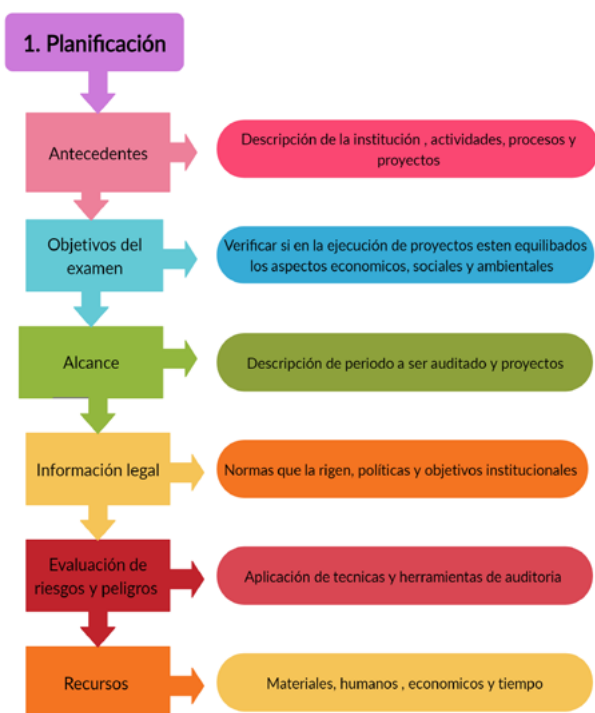 1. Planificación
Antecedentes
Descripción de la institución , actividades, procesos y
proyectos
Objetivos del
examen
Verificar si en la ejecución de proyectos esten equilibados
los aspectos economicos, sociales y ambientales
Alcance
Descripción de periodo a ser auditado y proyectos
Información legal
Normas que la rigen, políticas y objetivos institucionales
Evaluación de
riesgos y peligros
Aplicación de tecnicas y herramientas de auditoria
Recursos
Materiales, humanos , economicos y tiempo